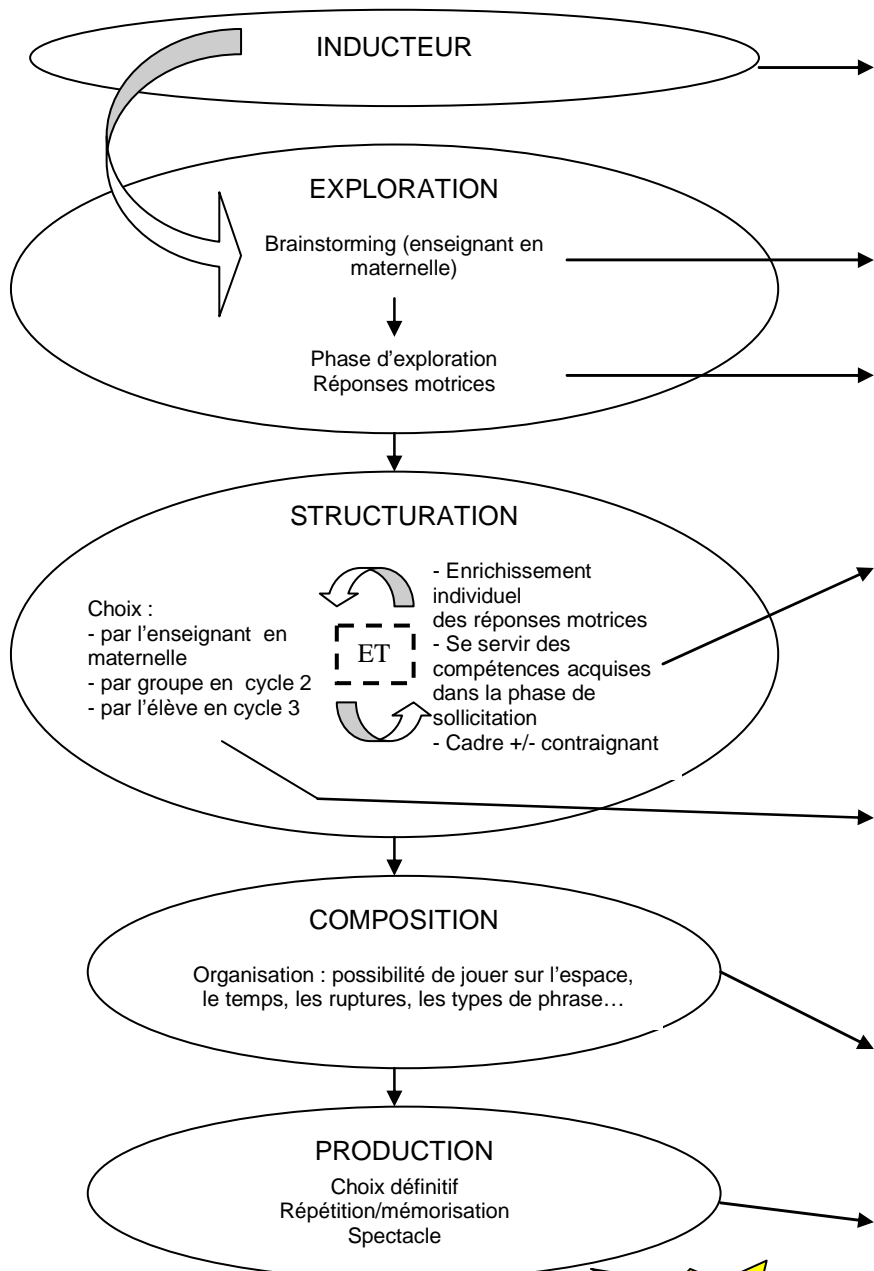 INDUCTEUR
EXPLORATION
Brainstorming (enseignant en
maternelle)
Phase d’exploration
Réponses motrices
STRUCTURATION
Choix :
- par l’enseignant en
maternelle
- par groupe en cycle 2
- par l’élève en cycle 3
ET
- Enrichissement
individuel
des réponses motrices
- Se servir des
compétences acquises
dans la phase de
sollicitation
- Cadre +/- contraignant
COMPOSITION
Organisation : possibilité de jouer sur l’espace,
le temps, les ruptures, les types de phrase…
PRODUCTION
Choix définitif
Répétition/mémorisation
Spectacle